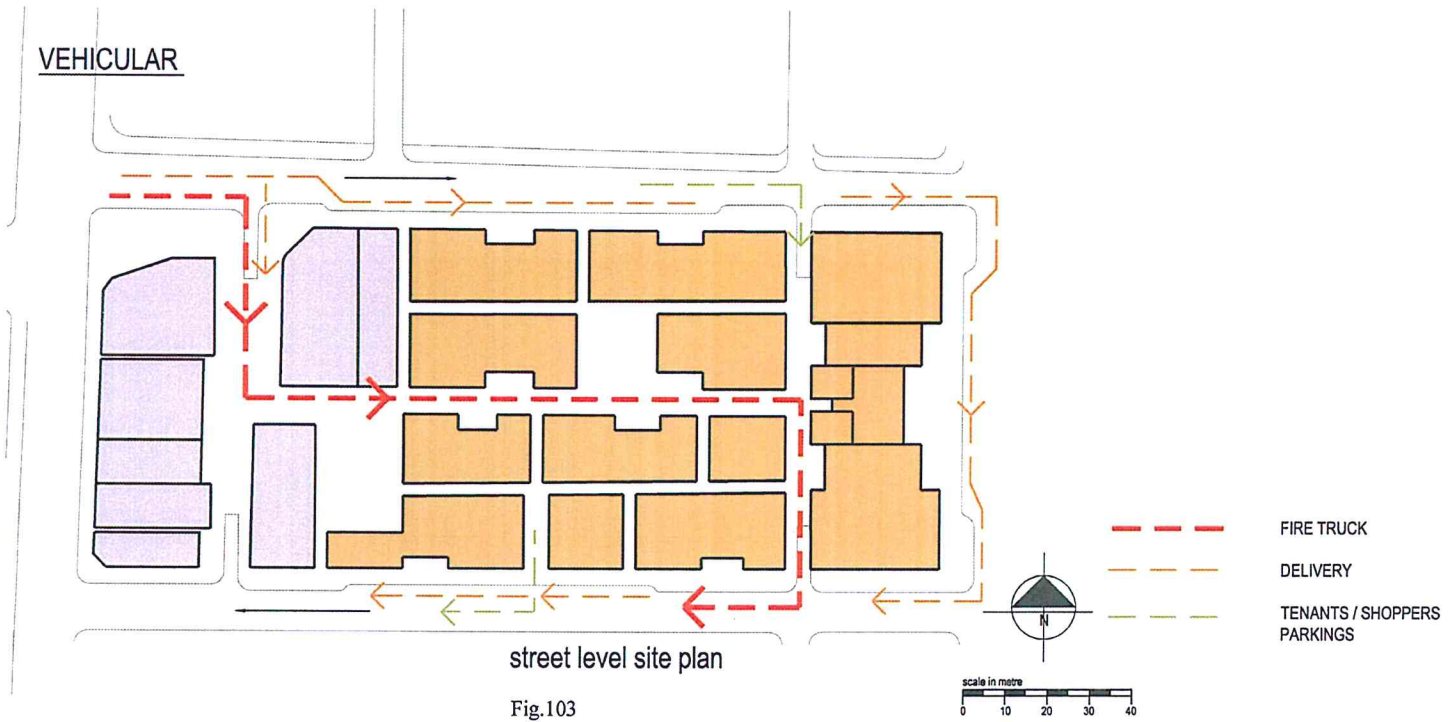 VEHICULAR
FIRE TRUCK
DELIVERY
TENANTS / SHOPPERS
PARKINGS
N
street level site plan
scale in metre
0 10 20 30 40
Fig.103